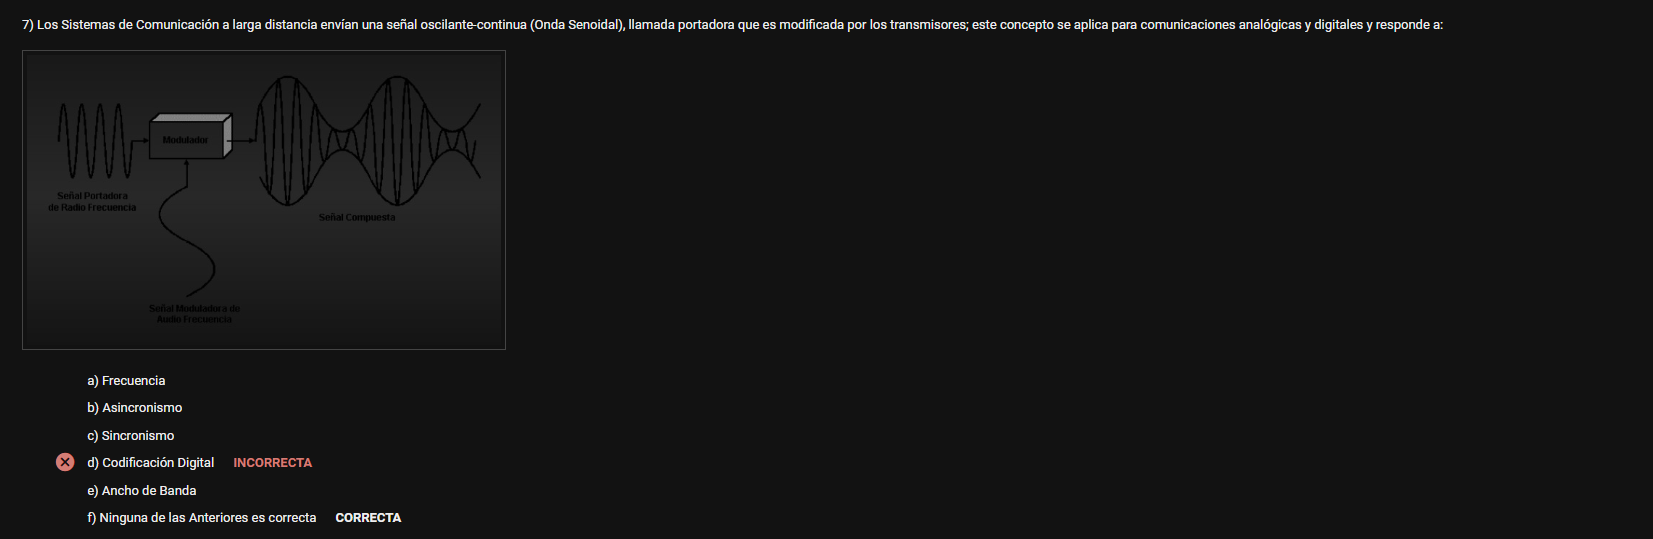 7) Los Sistemas de Comunicación a larga distancia envían una señal oscilante-continua (Onda Senoidal), llamada portadora que es modificada por los transmisores; este concepto se aplica para comunicaciones analógicas y digitales y responde a:
Modulador
Señal Portadora
de Radio Frecuencia
Señal Compuesta
Señal Moduladora de
Audio Frecuencia
a) Frecuencia
b) Asincronismo
c) Sincronismo
d) Codificación Digital INCORRECTA
e) Ancho de Banda
f) Ninguna de las Anteriores es correcta CORRECTA